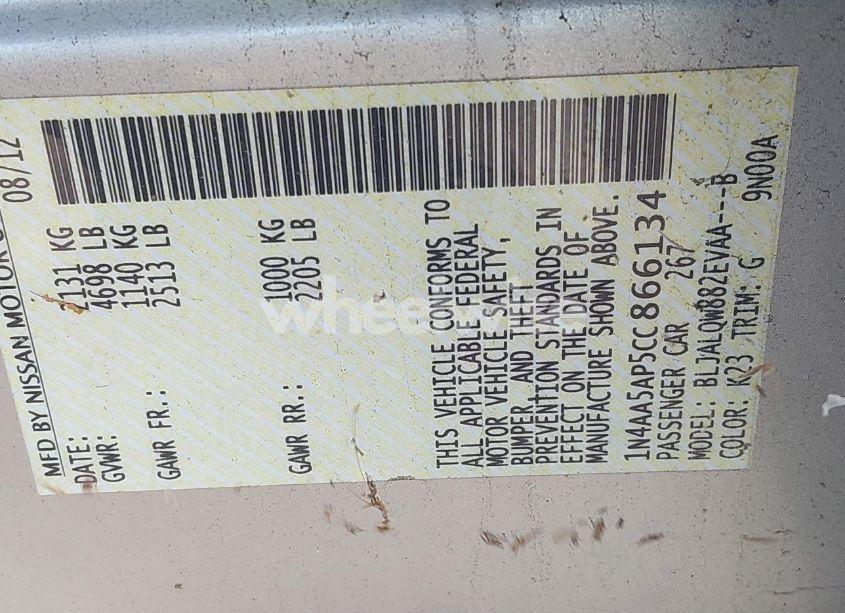 MFD BY NISSAN MOTOR
DATE: 08/12
GVWR: 2131 KG
4698 LB
GAWR FR.: 1140 KG
2513 LB
GAWR RR.: 1000 KG
2205 LB
THIS VEHICLE CONFORMS TO
ALL APPLICABLE FEDERAL
MOTOR VEHICLE SAFETY,
BUMPER, AND THEFT
PREVENTION STANDARDS IN
EFFECT ON THE DATE OF
MANUFACTURE SHOWN ABOVE.
1N4AA5AP5CC866134
PASSENGER CAR 267
MODEL: BLJALQW882EVAA---B
COLOR: K23 TRIM: G 9N00A